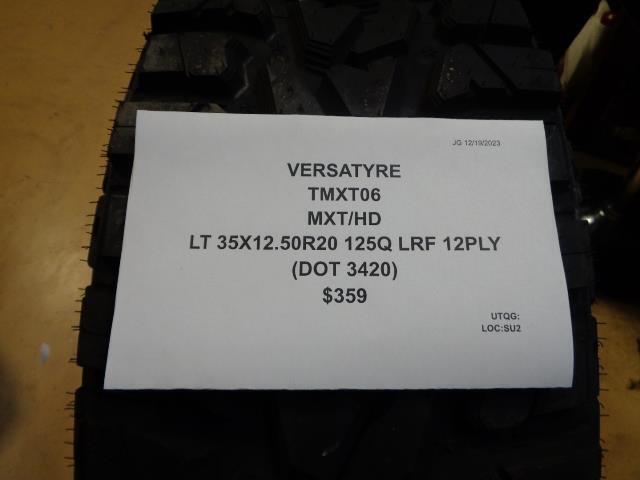 JG 12/19/2023
VERSATYRE
TMXT06
MXT/HD
LT 35X12.50R20 125Q LRF 12PLY
(DOT 3420)
$359
UTQG:
LOC:SU2